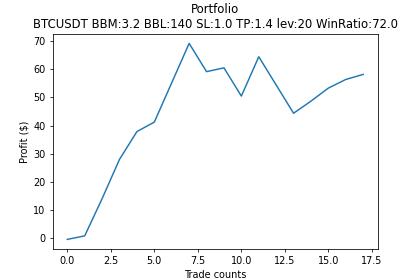 Portfolio
BTCUSDT BBM:3.2 BBL:140 SL:1.0 TP:1.4 lev:20 WinRatio:72.0
70
60
50
40
30
20
10
0
Profit ($)
0.0 2.5 5.0 7.5 10.0 12.5 15.0 17.5
Trade counts